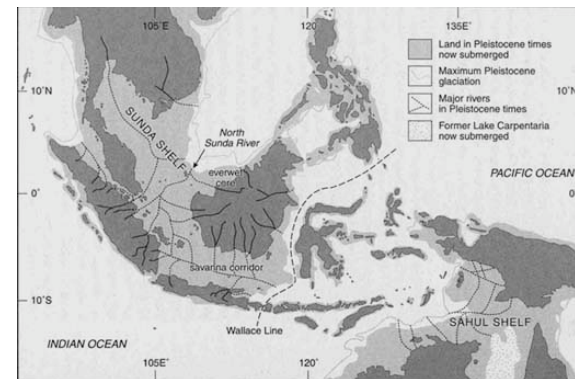 105˚E
120˚
135˚E
Land in Pleistocene times
now submerged
Maximum Pleistocene
glaciation
Major rivers
in Pleistocene times
Former Lake Carpentaria
now submerged
10˚N
10˚N
SUNDA SHELF
North
Sunda River
everwet
core
PACIFIC OCEAN
0˚
0˚
savanna corridor
10˚S
SAHUL SHELF
Wallace Line
INDIAN OCEAN
105˚E
120˚
135˚E